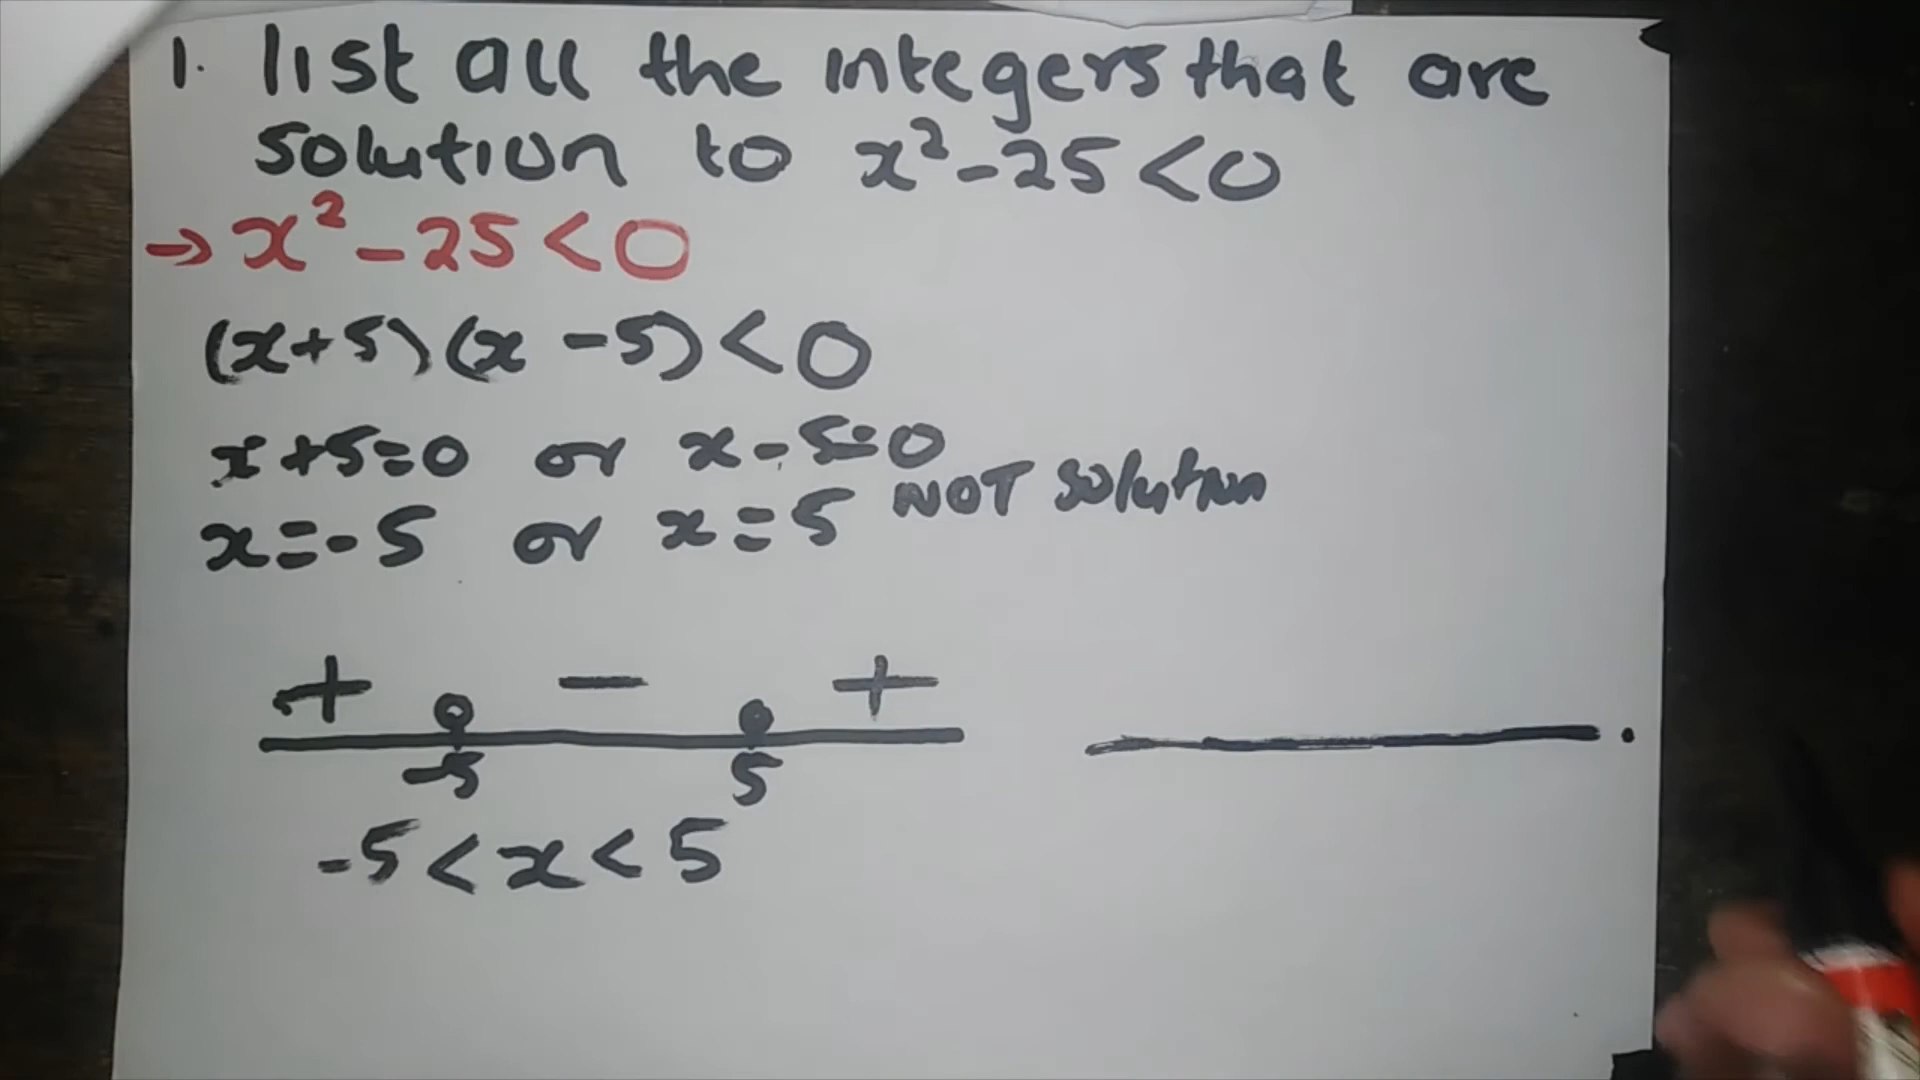 1. list all the integers that are
solution to x²-25<0
→x²-25<0
(x+5)(x-5)<0
x+5=0 or x-5=0
x=-5 or x=5 NOT solution
+ - +
-5 5
-5<x<5